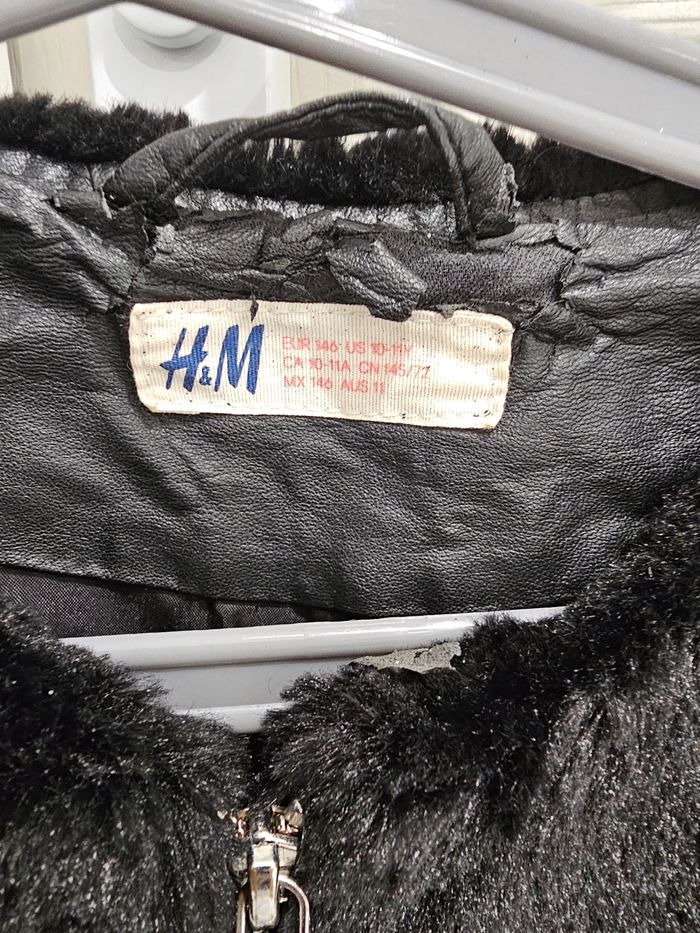 H&M
EUR 146 US 10-11Y
CA 10-11A CN 145/72
MX 146 AUS 11